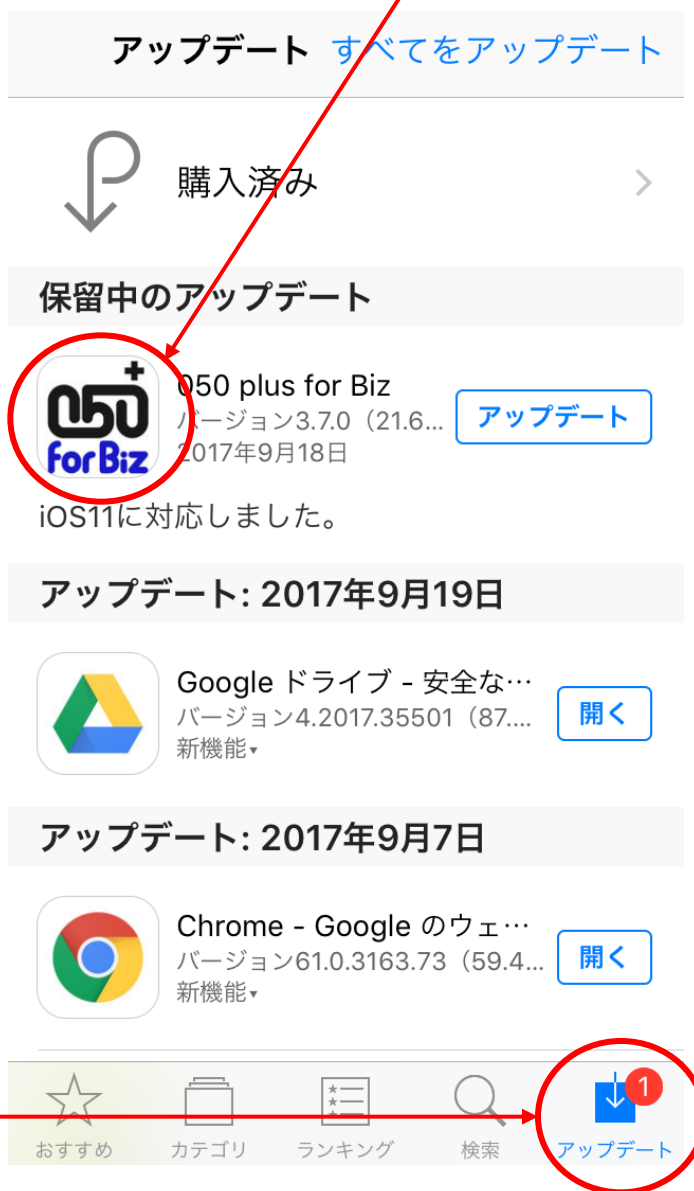 アップデート すべてをアップデート
購入済み
保留中のアップデート
050+
for Biz
050 plus for Biz
バージョン3.7.0（21.6...
2017年9月18日
アップデート
iOS11に対応しました。
アップデート: 2017年9月19日
Google ドライブ - 安全な…
バージョン4.2017.35501（87....
新機能▾
開く
アップデート: 2017年9月7日
Chrome - Google のウェ…
バージョン61.0.3163.73（59.4...
新機能▾
開く
1
おすすめ カテゴリ ランキング 検索 アップデート